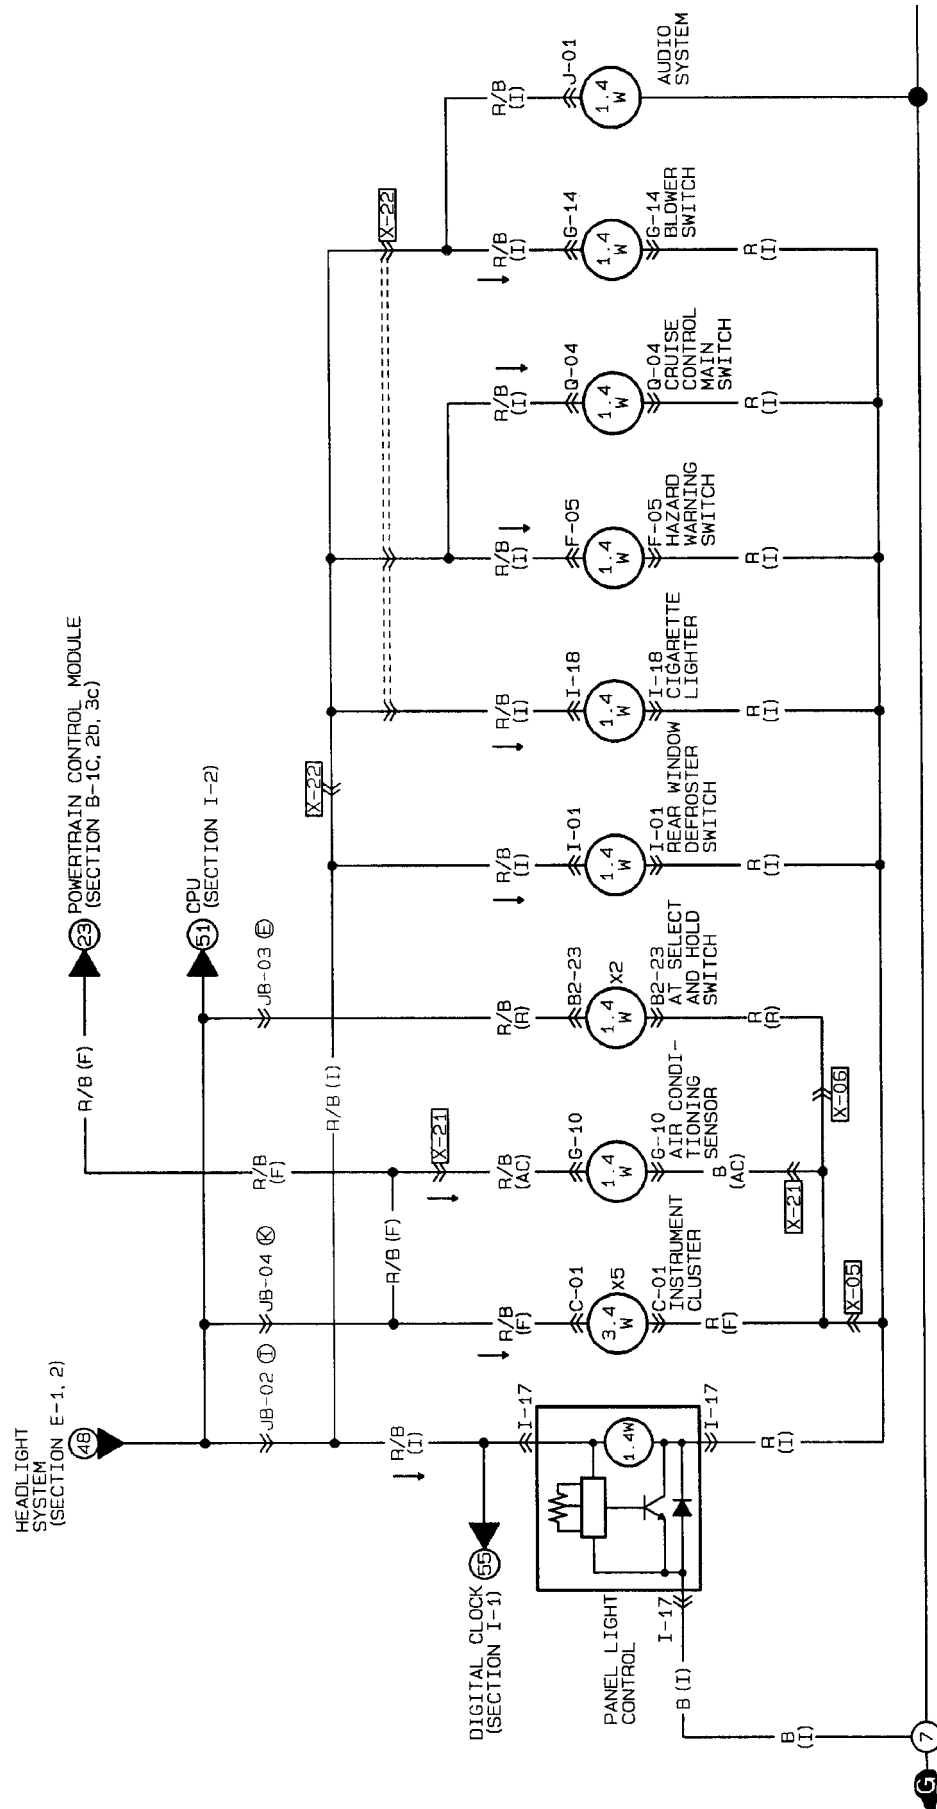 HEADLIGHT
SYSTEM
(SECTION E-1, 2)
48
23
POWERTRAIN CONTROL MODULE
(SECTION B-1C, 2b, 3c)
R/B (F)
51
CPU
(SECTION I-2)
JB-02 I
JB-04 K
JB-03 E
R/B
(F)
R/B (I)
R/B (F)
X-22
X-22
X-21
DIGITAL CLOCK
(SECTION I-1)
55
R/B
(I)
R/B
(F)
R/B
(AC)
R/B
(R)
R/B
(I)
R/B
(I)
R/B
(I)
R/B
(I)
R/B
(I)
R/B
(I)
I-17
C-01
G-10
B2-23
I-01
I-18
F-05
Q-04
G-14
J-01
PANEL LIGHT
CONTROL
1.4W
3.4
W
X5
1.4
W
1.4
W
X2
1.4
W
1.4
W
1.4
W
1.4
W
1.4
W
1.4
W
I-17
I-17
C-01
INSTRUMENT
CLUSTER
G-10
AIR CONDI-
TIONING
SENSOR
B2-23
AT SELECT
AND HOLD
SWITCH
I-01
REAR WINDOW
DEFROSTER
SWITCH
I-18
CIGARETTE
LIGHTER
F-05
HAZARD
WARNING
SWITCH
Q-04
CRUISE
CONTROL
MAIN
SWITCH
G-14
BLOWER
SWITCH
AUDIO
SYSTEM
B (I)
R
(I)
R
(F)
B
(AC)
R
(R)
R
(I)
R
(I)
R
(I)
R
(I)
R
(I)
X-21
X-06
X-05
B
(I)
G
7